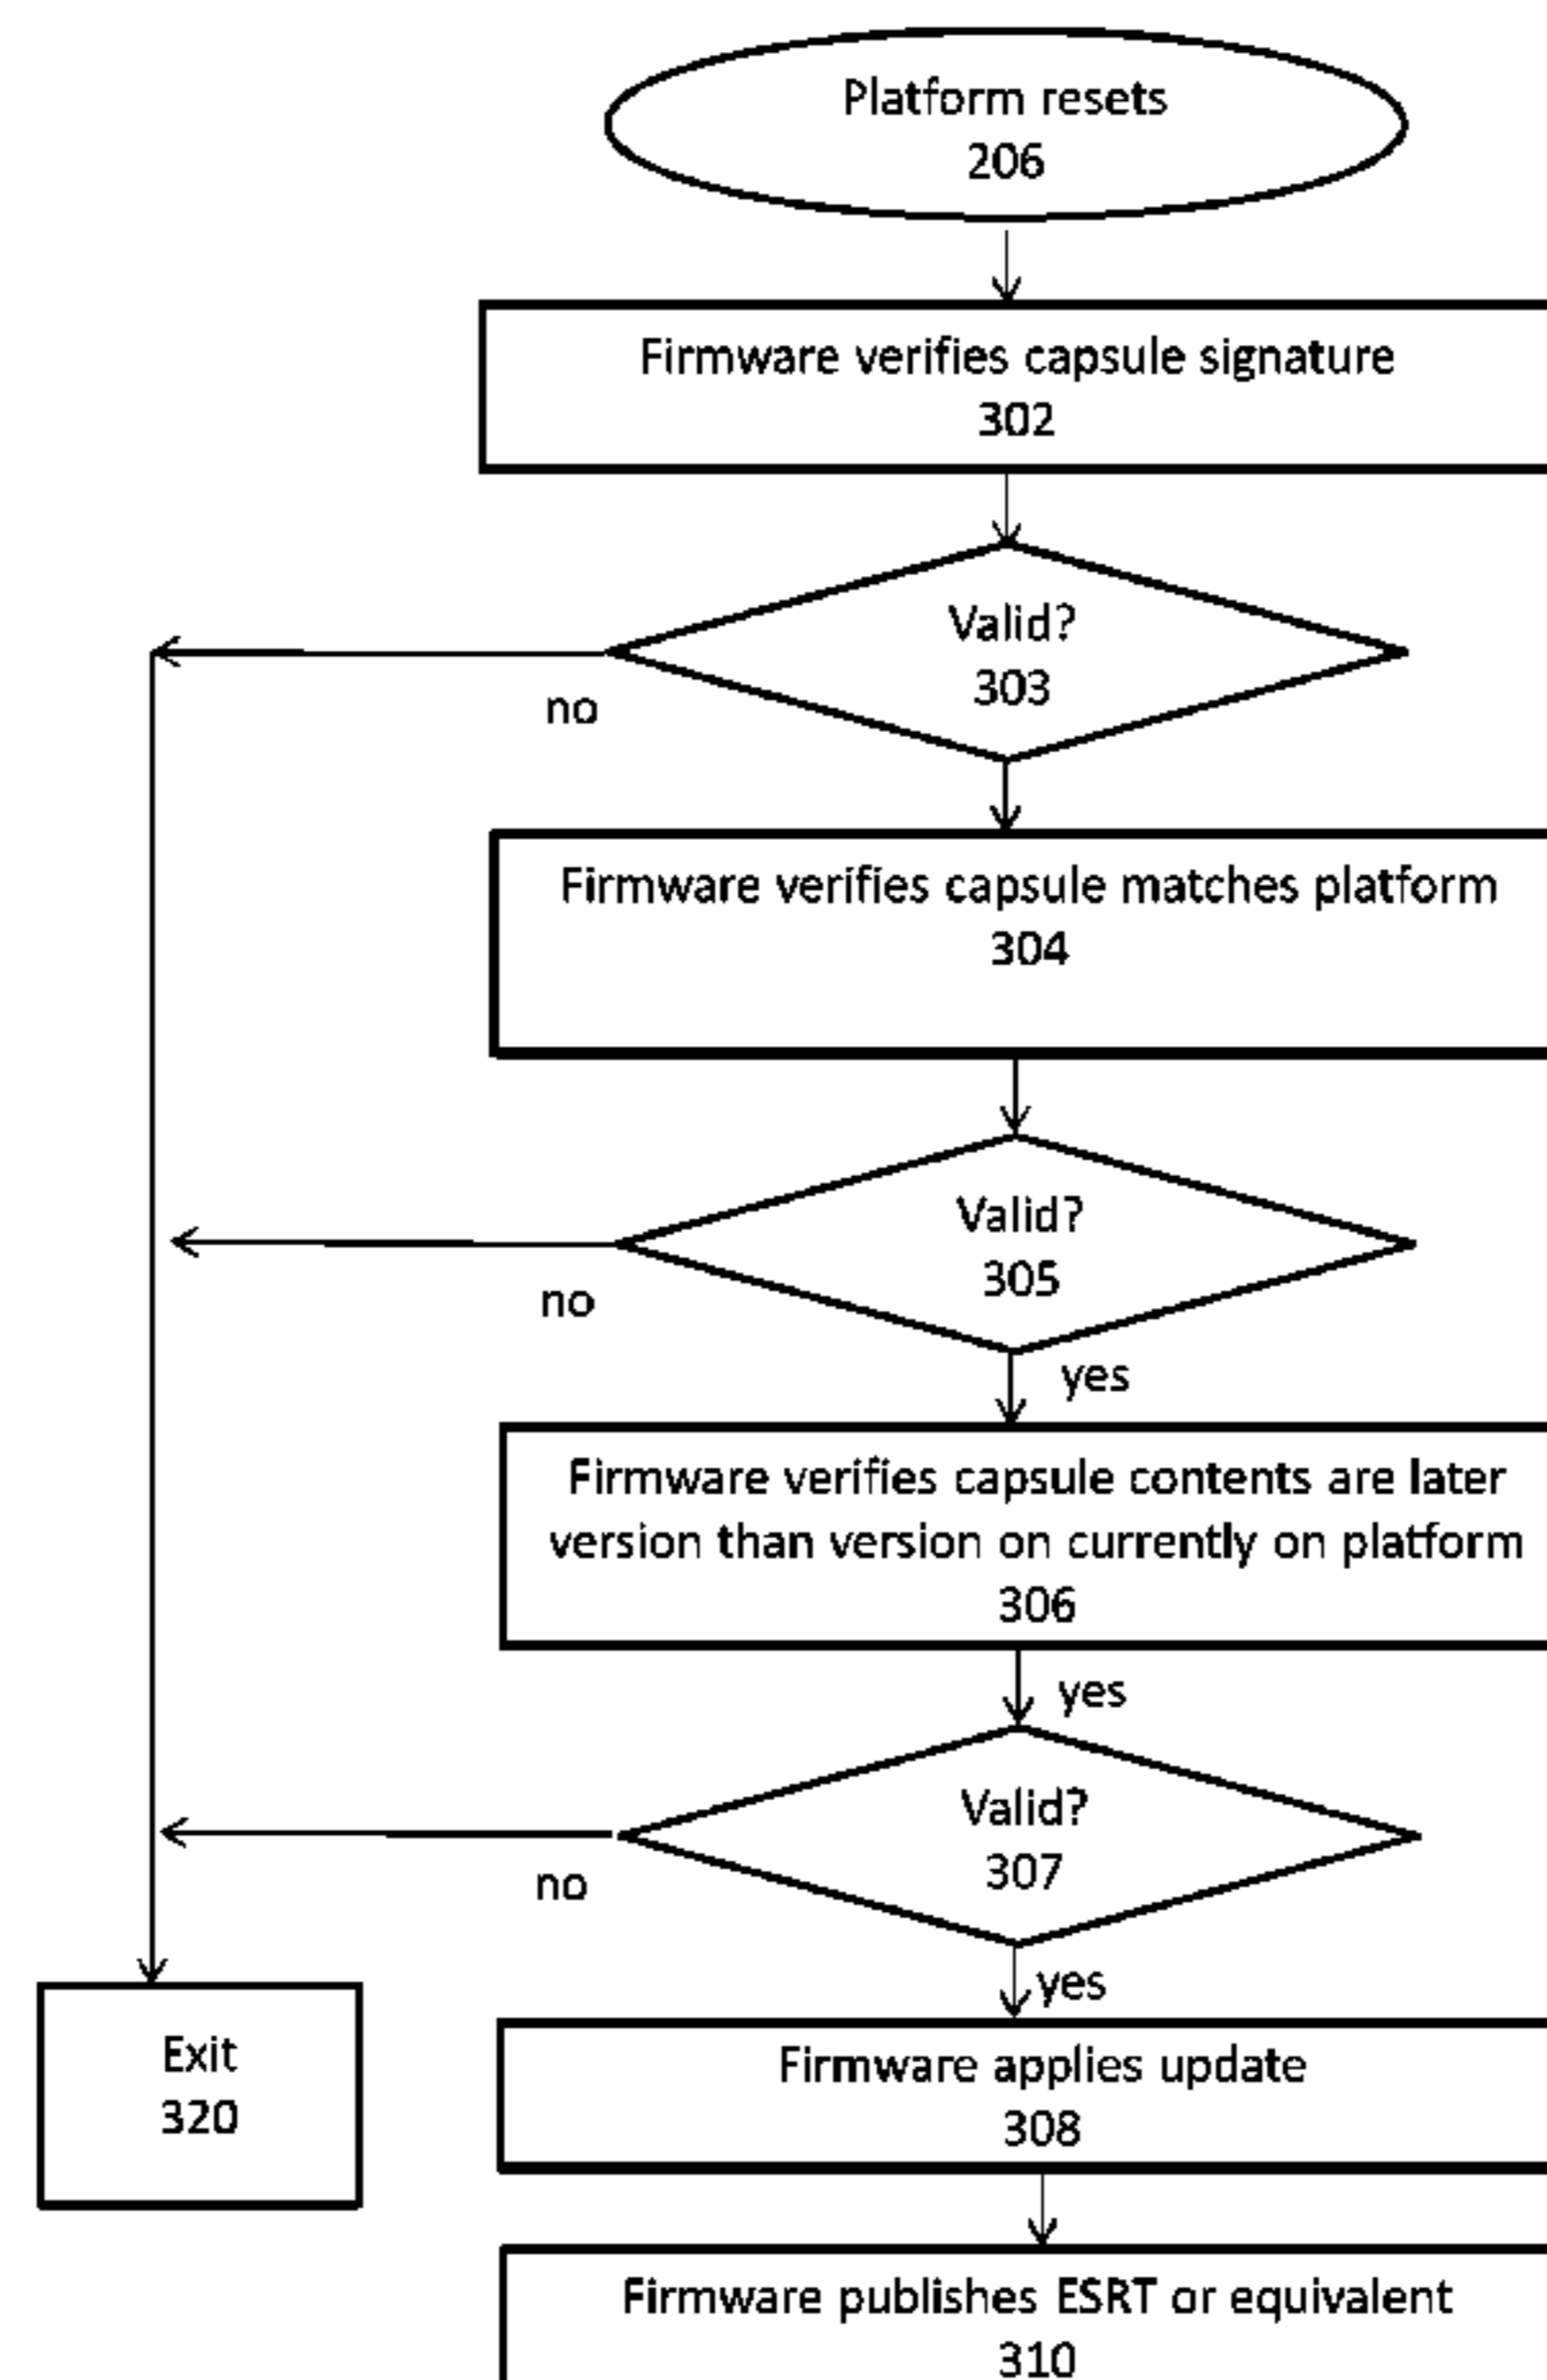 Platform resets
206
Firmware verifies capsule signature
302
Valid?
303
no
Firmware verifies capsule matches platform
304
Valid?
305
no
yes
Firmware verifies capsule contents are later
version than version on currently on platform
306
yes
Valid?
307
no
yes
Exit
320
Firmware applies update
308
Firmware publishes ESRT or equivalent
310